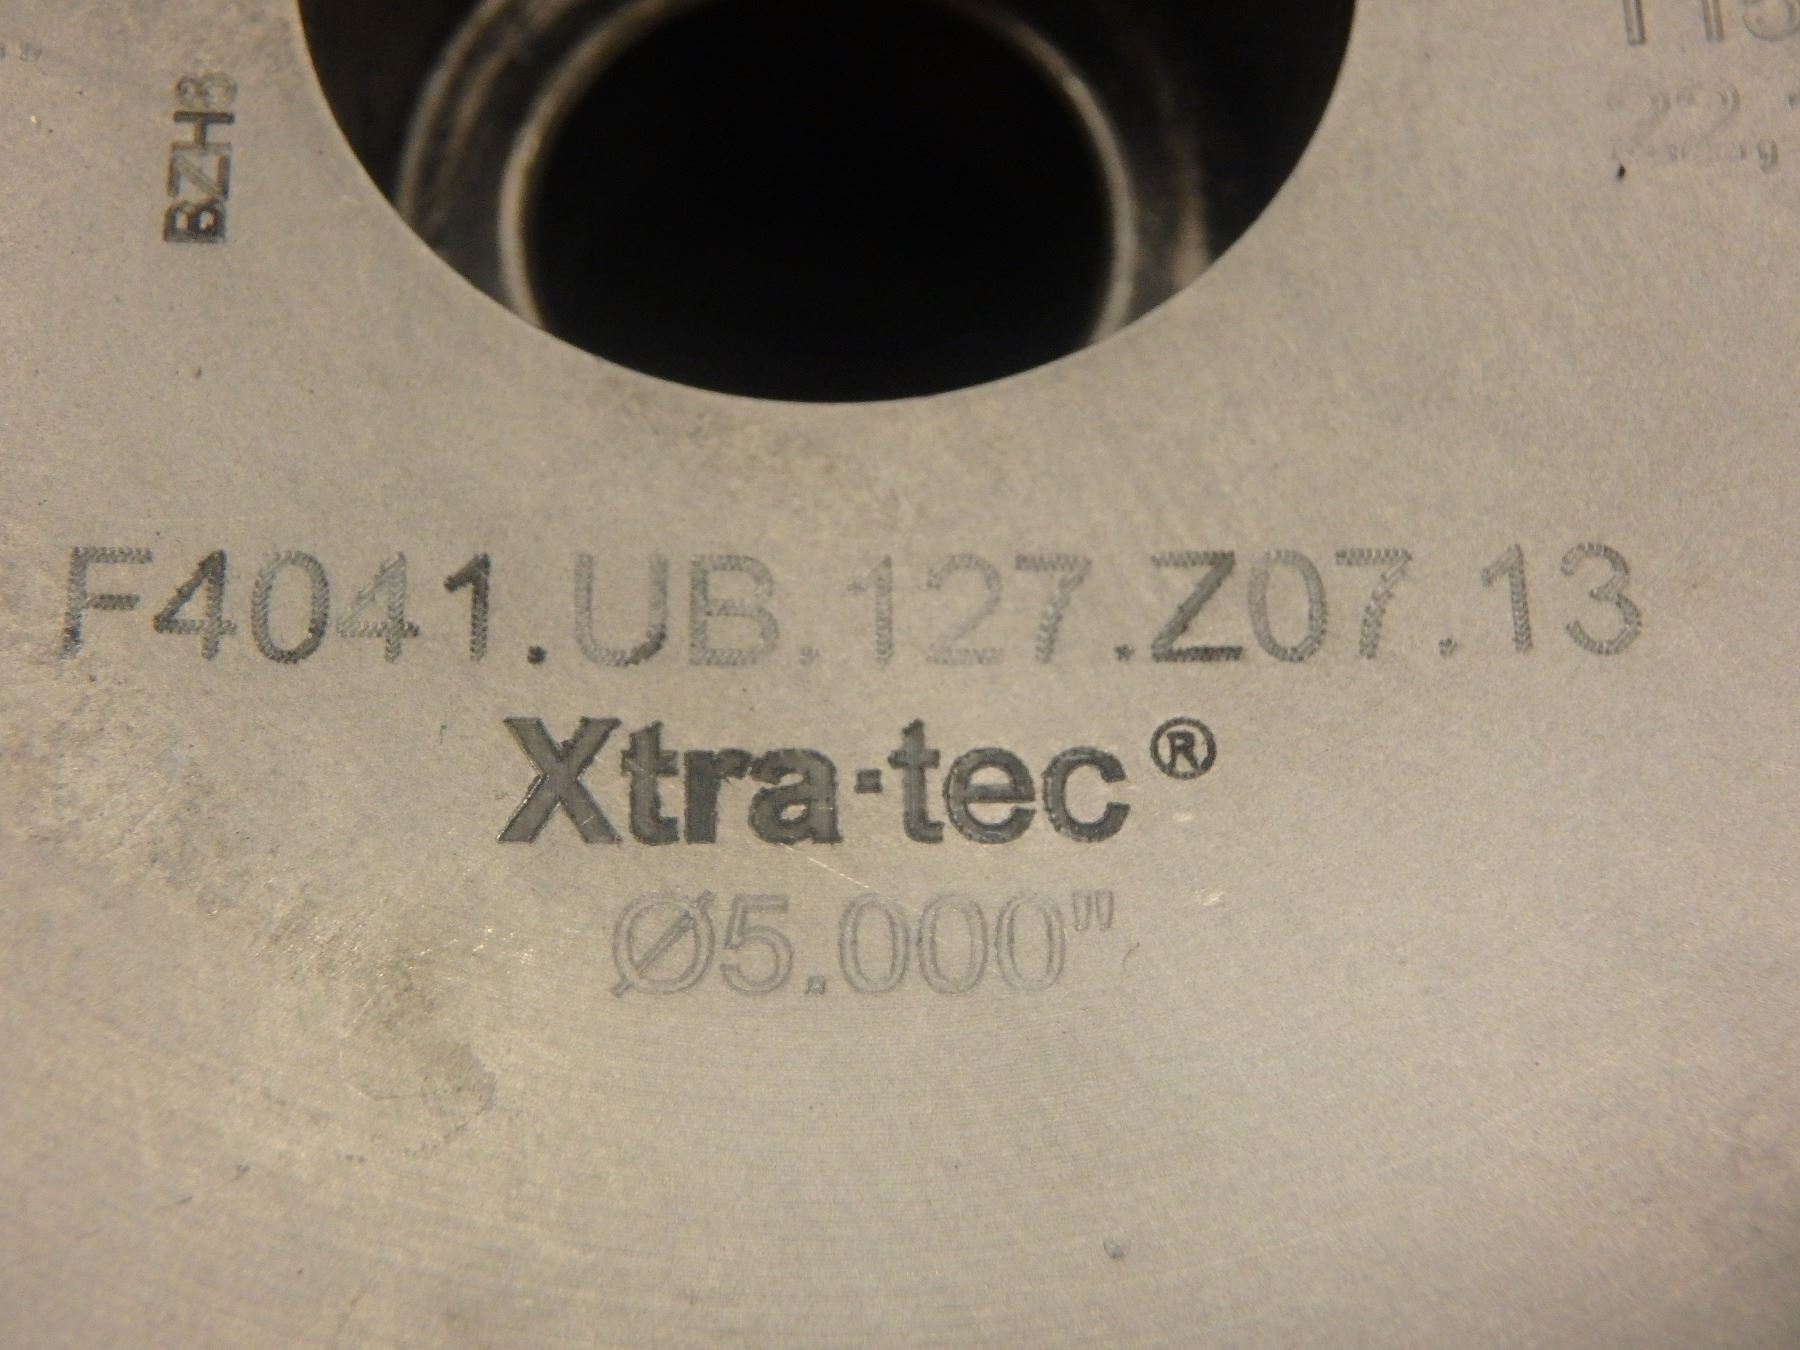 BZH3
F4041.UB.127.Z07.13
Xtra·tec®
Ø5.000"